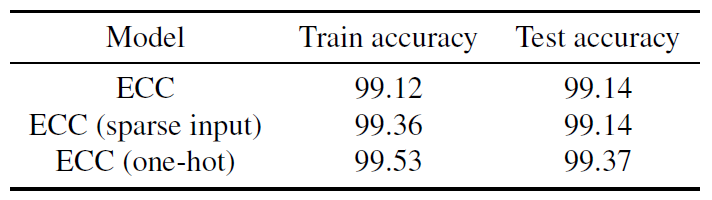 Model Train accuracy Test accuracy
ECC 99.12 99.14
ECC (sparse input) 99.36 99.14
ECC (one-hot) 99.53 99.37